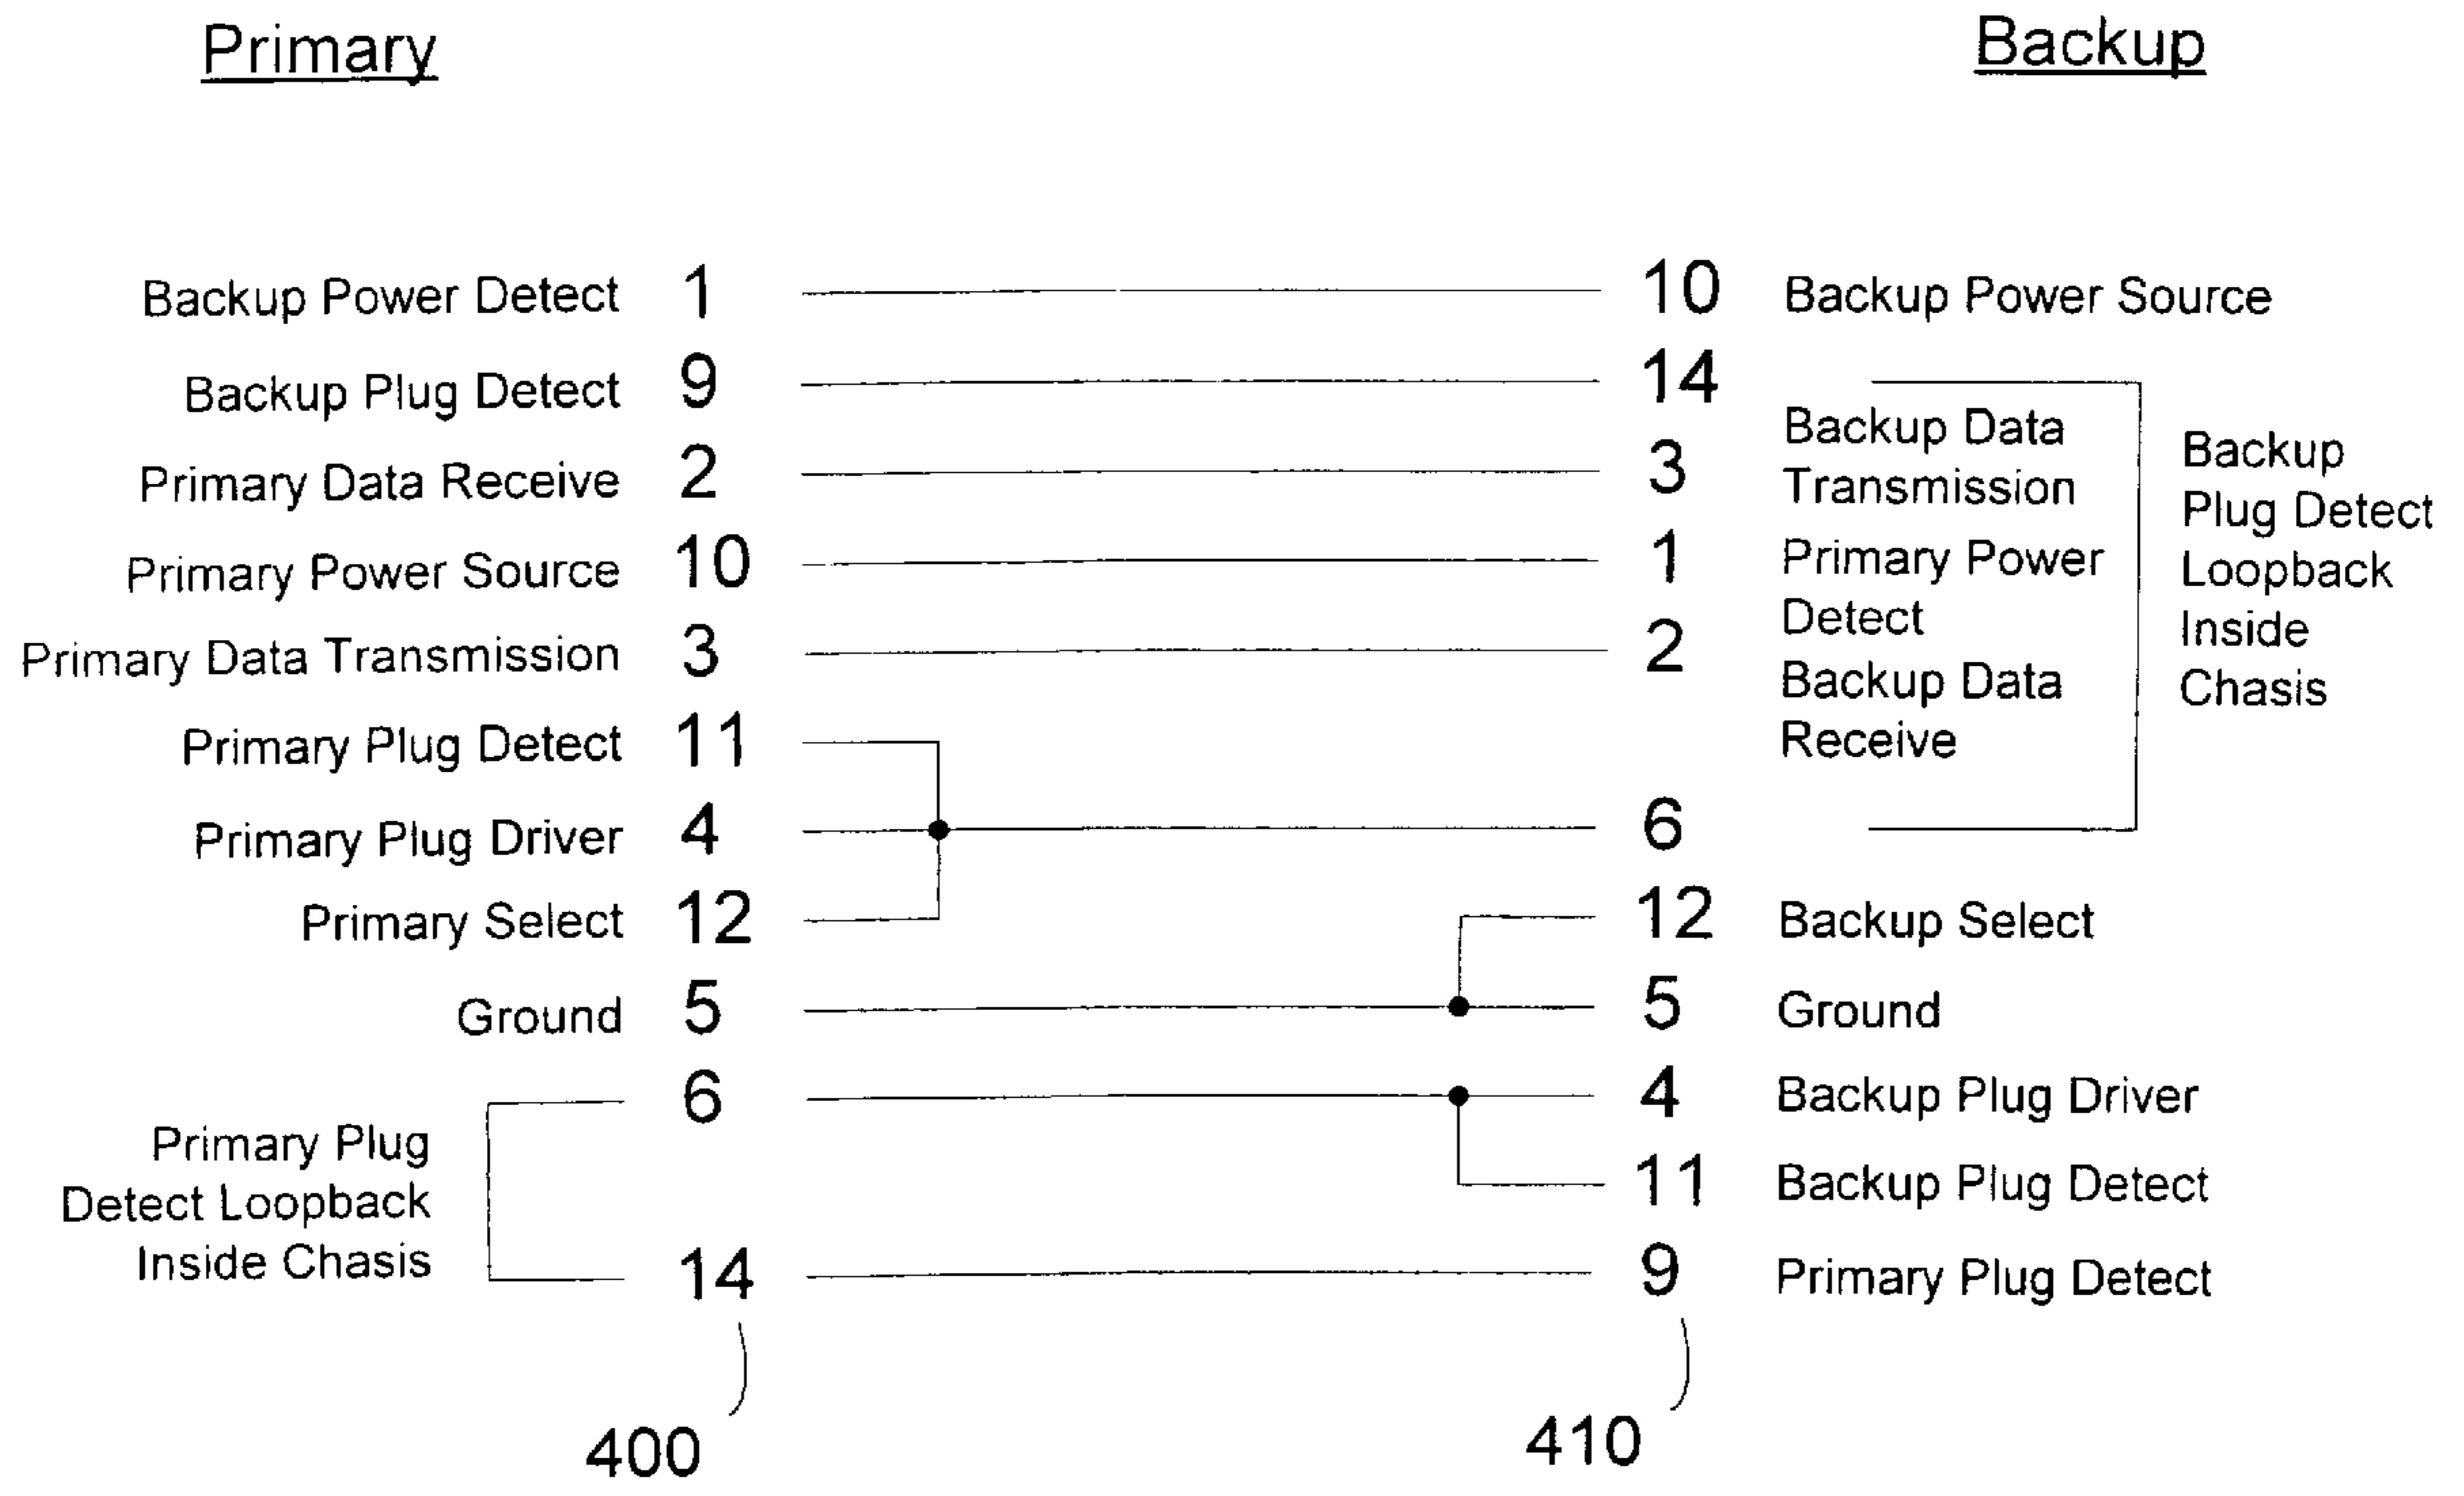 Primary
Backup
Backup Power Detect 1 10 Backup Power Source
Backup Plug Detect 9 14
Primary Data Receive 2 3 Backup Data
Transmission
Primary Power Source 10 1 Primary Power
Detect
Primary Data Transmission 3 2 Backup Data
Receive
Backup
Plug Detect
Loopback
Inside
Chasis
Primary Plug Detect 11
Primary Plug Driver 4 6
Primary Select 12 12 Backup Select
Ground 5 5 Ground
6 4 Backup Plug Driver
Primary Plug
Detect Loopback
Inside Chasis
11 Backup Plug Detect
14 9 Primary Plug Detect
400 410